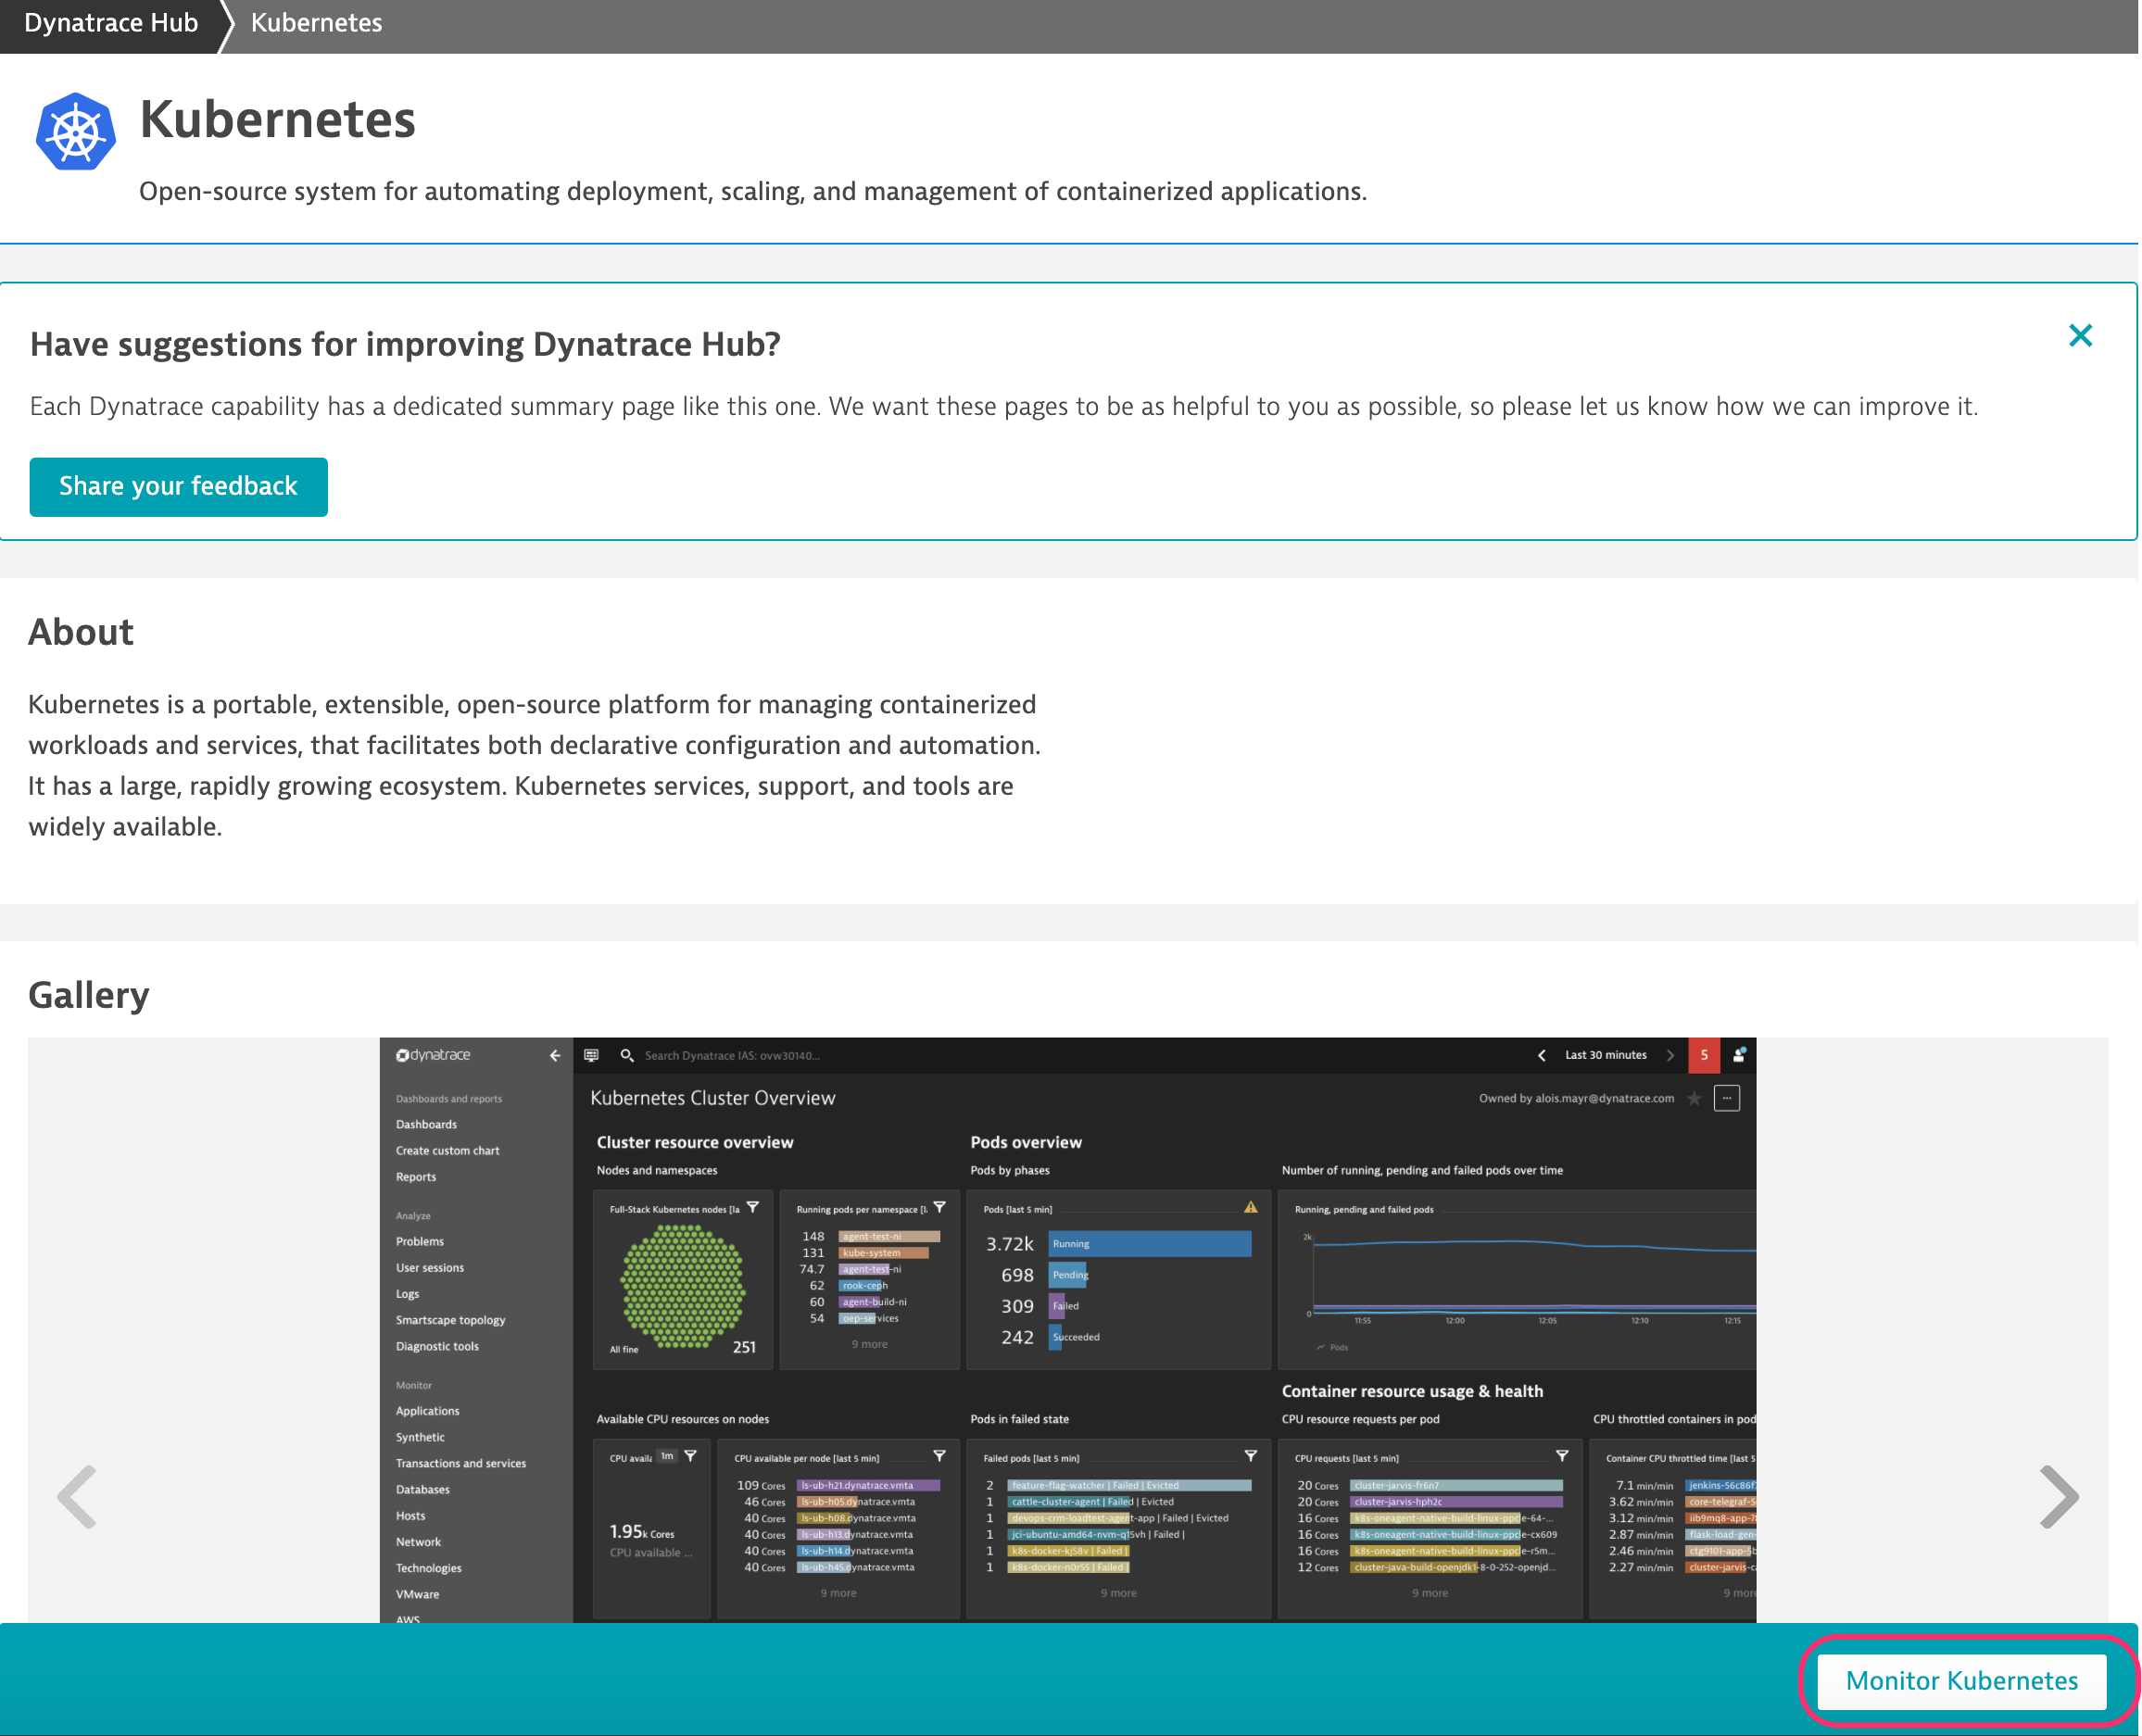 Dynatrace Hub
Kubernetes
Kubernetes
Open-source system for automating deployment, scaling, and management of containerized applications.
Have suggestions for improving Dynatrace Hub?
Each Dynatrace capability has a dedicated summary page like this one. We want these pages to be as helpful to you as possible, so please let us know how we can improve it.
Share your feedback
About
Kubernetes is a portable, extensible, open-source platform for managing containerized
workloads and services, that facilitates both declarative configuration and automation.
It has a large, rapidly growing ecosystem. Kubernetes services, support, and tools are
widely available.
Gallery
dynatrace
Search Dynatrace IAS: ovw30140...
Last 30 minutes
5
Dashboards and reports
Dashboards
Create custom chart
Reports
Analyze
Problems
User sessions
Logs
Smartscape topology
Diagnostic tools
Monitor
Applications
Synthetic
Transactions and services
Databases
Hosts
Network
Technologies
VMware
AWS
Kubernetes Cluster Overview
Owned by alois.mayr@dynatrace.com
...
Cluster resource overview
Nodes and namespaces
Full-Stack Kubernetes nodes [la
All fine
251
Running pods per namespace [l.
148 agent-test-ni
131 kube-system
74.7 agent-test-ni
62 rook-ceph
60 agent-build-ni
54 oep-services
9 more
Pods overview
Pods by phases
Pods [last 5 min]
3.72k Running
698 Pending
309 Failed
242 Succeeded
Number of running, pending and failed pods over time
Running, pending and failed pods
2k
0
11:55 12:00 12:05 12:10 12:15
Pods
Available CPU resources on nodes
CPU availa 1m
1.95k Cores
CPU available ...
CPU available per node [last 5 min]
109 Cores ls-ub-h21.dynatrace.vmta
46 Cores ls-ub-h05.dynatrace.vmta
40 Cores ls-ub-h08.dynatrace.vmta
40 Cores ls-ub-h13.dynatrace.vmta
40 Cores ls-ub-h14.dynatrace.vmta
40 Cores ls-ub-h45.dynatrace.vmta
9 more
Pods in failed state
Failed pods [last 5 min]
2 feature-flag-watcher | Failed | Evicted
1 cattle-cluster-agent | Failed | Evicted
1 devops-crm-loadtest-agent-app | Failed | Evicted
1 jci-ubuntu-amd64-nvm-q15vh | Failed |
1 k8s-docker-kj58v | Failed |
1 k8s-docker-n0r55 | Failed |
9 more
Container resource usage & health
CPU resource requests per pod
CPU requests [last 5 min]
20 Cores cluster-jarvis-fr6n7
20 Cores cluster-jarvis-hph2c
16 Cores k8s-oneagent-native-build-linux-ppcle-64-...
16 Cores k8s-oneagent-native-build-linux-ppcle-cx609
16 Cores k8s-oneagent-native-build-linux-ppcle-r5m...
12 Cores cluster-java-build-openjdk1-8-0-252-openjd...
9 more
CPU throttled containers in pod
Container CPU throttled time [last 5
7.1 min/min jenkins-56c86f
3.62 min/min core-telegraf-5
3.12 min/min iib9mq8-app-7
2.87 min/min flask-load-gen-
2.46 min/min ctg9101-app-5b
2.27 min/min cluster-jarvis-c
9 more
Monitor Kubernetes